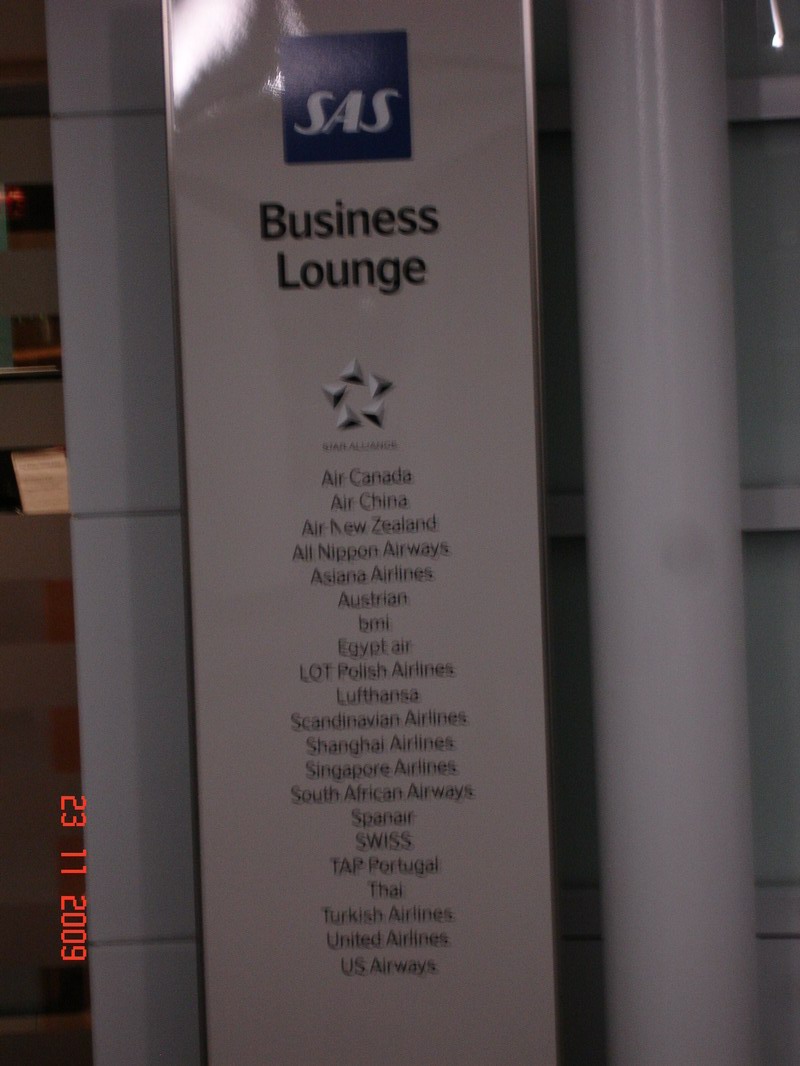 SAS
Business
Lounge
STAR ALLIANCE
Air Canada
Air China
Air New Zealand
All Nippon Airways
Asiana Airlines
Austrian
bmi
Egypt air
LOT Polish Airlines
Lufthansa
Scandinavian Airlines
Shanghai Airlines
Singapore Airlines
South African Airways
Spanair
SWISS
TAP Portugal
Thai
Turkish Airlines
United Airlines
US Airways
23 11 2009